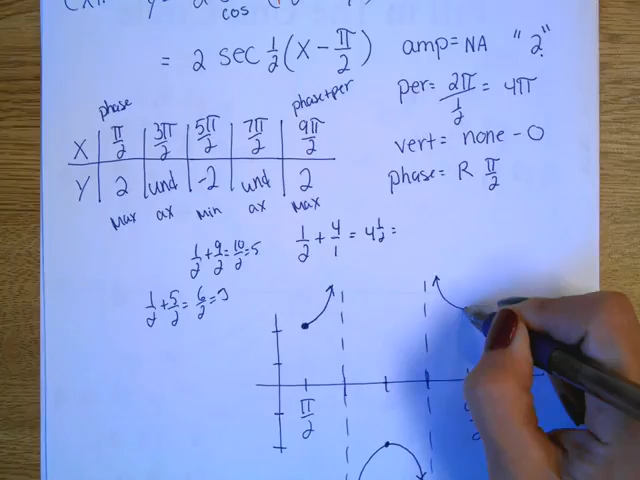 y=
cos
= 2 sec 1/2 (x - π/2) amp = NA "2"
per = 2π / 1/2 = 4π
vert = none - 0
phase = R π/2
phase phase+per
X | π/2 | 3π/2 | 5π/2 | 7π/2 | 9π/2
Y | 2 | und | -2 | und | 2
Max ax Min ax Max
1/2 + 4/1 = 4 1/2 =
1/2 + 9/2 = 10/2 = 5
1/2 + 5/2 = 6/2 = 3
π/2